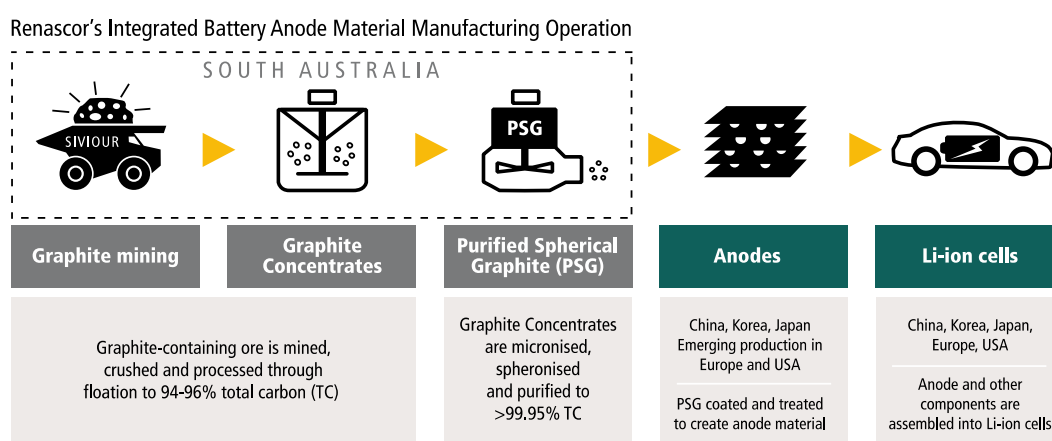 Renascor's Integrated Battery Anode Material Manufacturing Operation
SOUTH AUSTRALIA
SIVIOUR
PSG
Graphite mining
Graphite
Concentrates
Purified Spherical
Graphite (PSG)
Anodes
Li-ion cells
Graphite-containing ore is mined,
crushed and processed through
floation to 94-96% total carbon (TC)
Graphite Concentrates
are micronised,
spheronised
and purified to
>99.95% TC
China, Korea, Japan
Emerging production in
Europe and USA
PSG coated and treated
to create anode material
China, Korea, Japan,
Europe, USA
Anode and other
components are
assembled into Li-ion cells